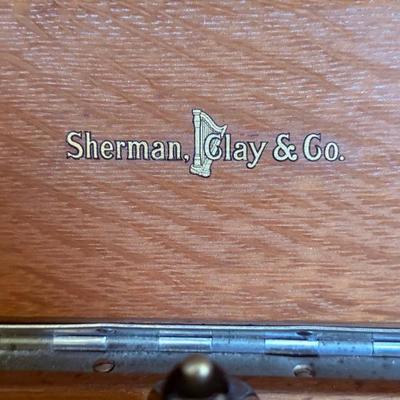 Sherman, Clay & Co.